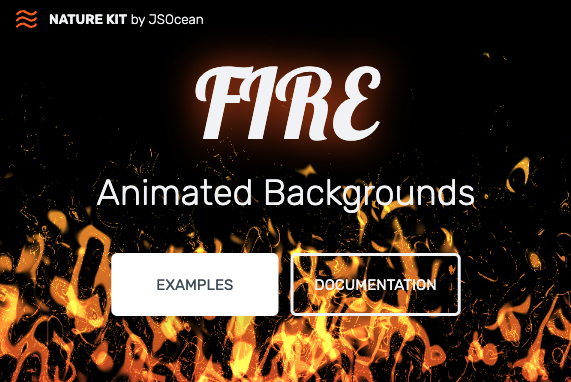 NATURE KIT by JSOcean
FIRE
Animated Backgrounds
EXAMPLES
DOCUMENTATION